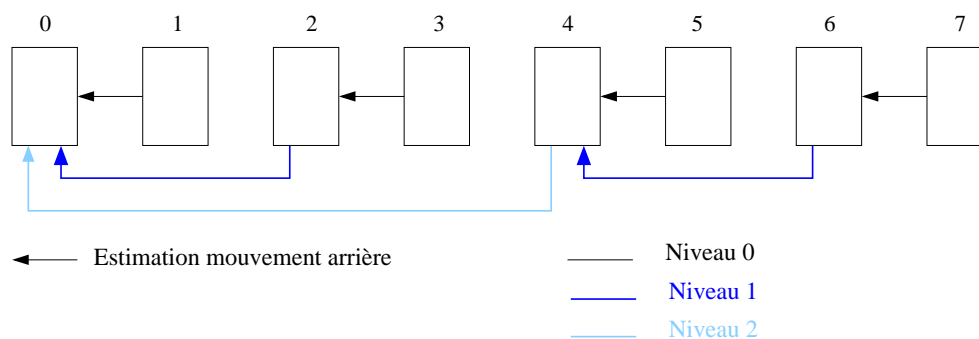 0 1 2 3 4 5 6 7
Estimation mouvement arrière
Niveau 0
Niveau 1
Niveau 2